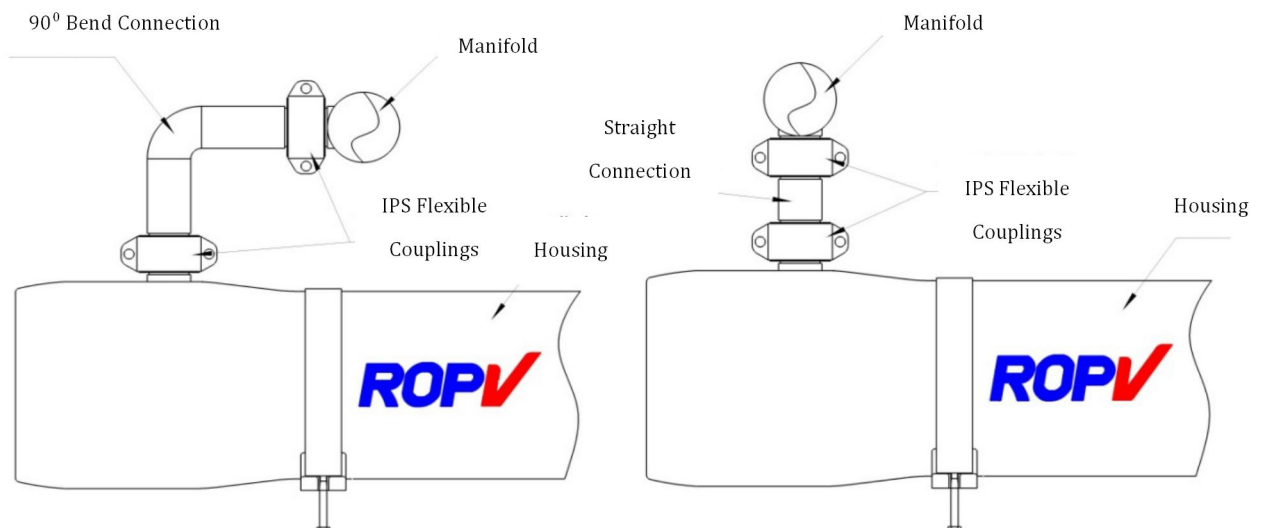 90⁰ Bend Connection
Manifold
IPS Flexible
Couplings
Housing
ROPV
Manifold
Straight
Connection
IPS Flexible
Couplings
Housing
ROPV